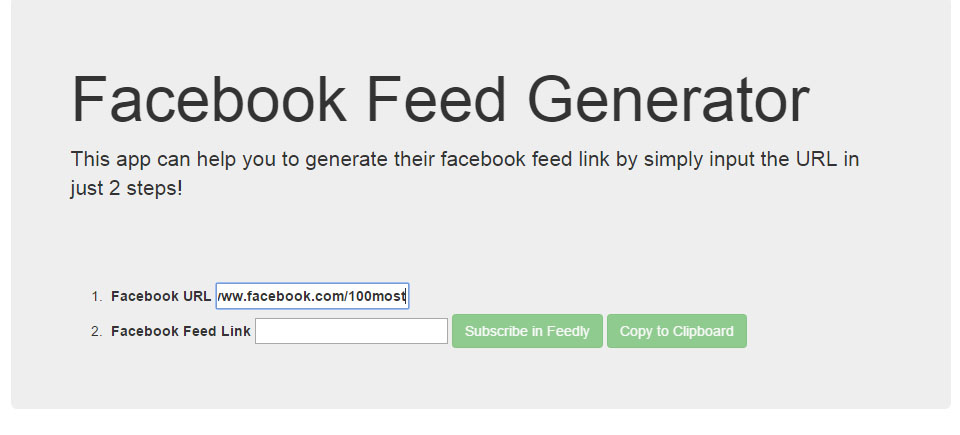 Facebook Feed Generator
This app can help you to generate their facebook feed link by simply input the URL in
just 2 steps!
1. Facebook URL ww.facebook.com/100most
2. Facebook Feed Link Subscribe in Feedly Copy to Clipboard